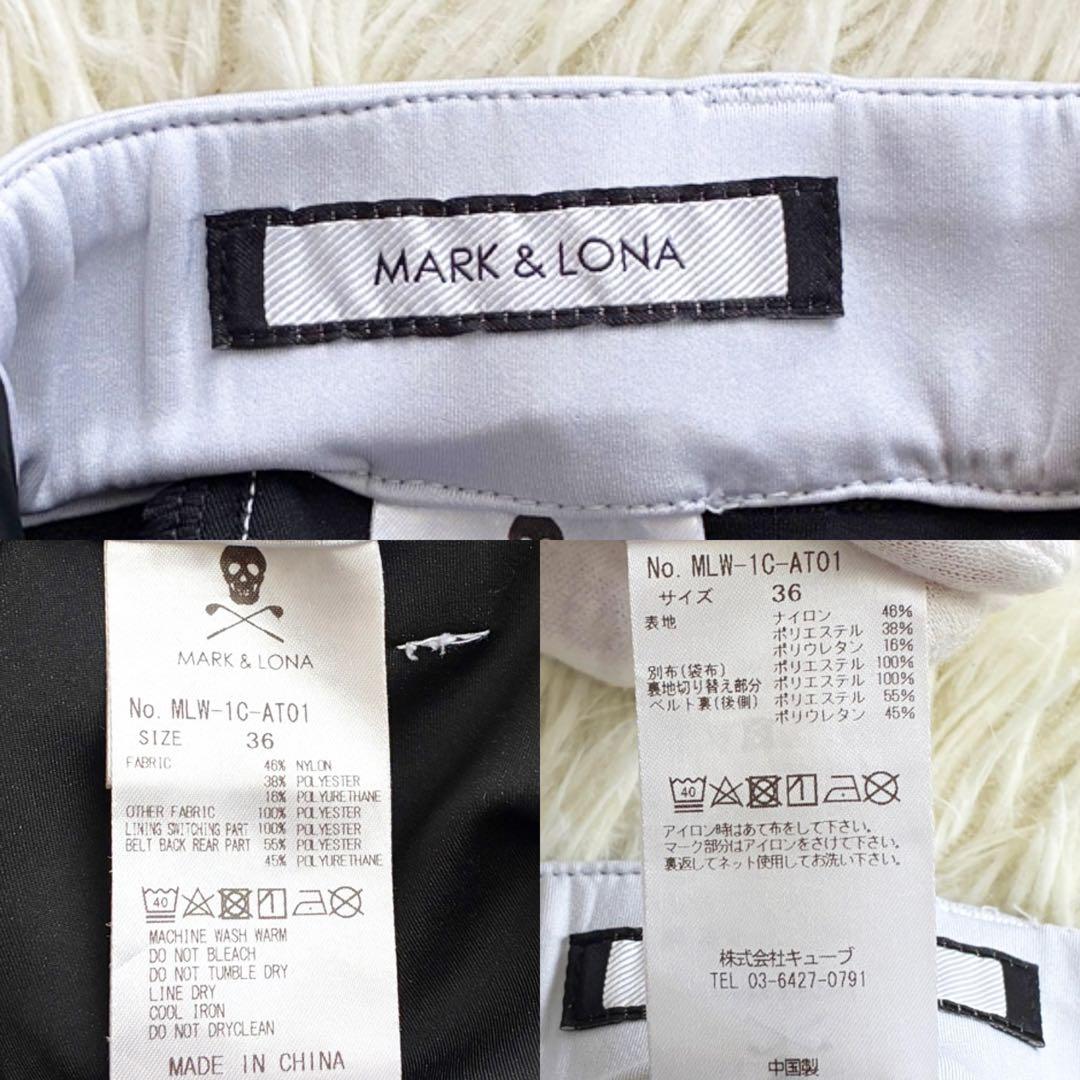 MARK & LONA
MARK & LONA
No. MLW-1C-AT01
SIZE 36
FABRIC 46% NYLON
38% POLYESTER
16% POLYURETHANE
OTHER FABRIC 100% POLYESTER
LINING SWITCHING PART 100% POLYESTER
BELT BACK REAR PART 55% POLYESTER
45% POLYURETHANE
40
MACHINE WASH WARM
DO NOT BLEACH
DO NOT TUMBLE DRY
LINE DRY
COOL IRON
DO NOT DRYCLEAN
MADE IN CHINA
No. MLW-1C-AT01
サイズ 36
表地 ナイロン 46%
ポリエステル 38%
ポリウレタン 16%
別布(袋布) ポリエステル 100%
裏地切り替え部分 ポリエステル 100%
ベルト裏(後側) ポリエステル 55%
ポリウレタン 45%
40
アイロン時はあて布をして下さい。
マーク部分はアイロンをさけて下さい。
裏返してネット使用してお洗い下さい。
株式会社キューブ
TEL 03-6427-0791
中国製